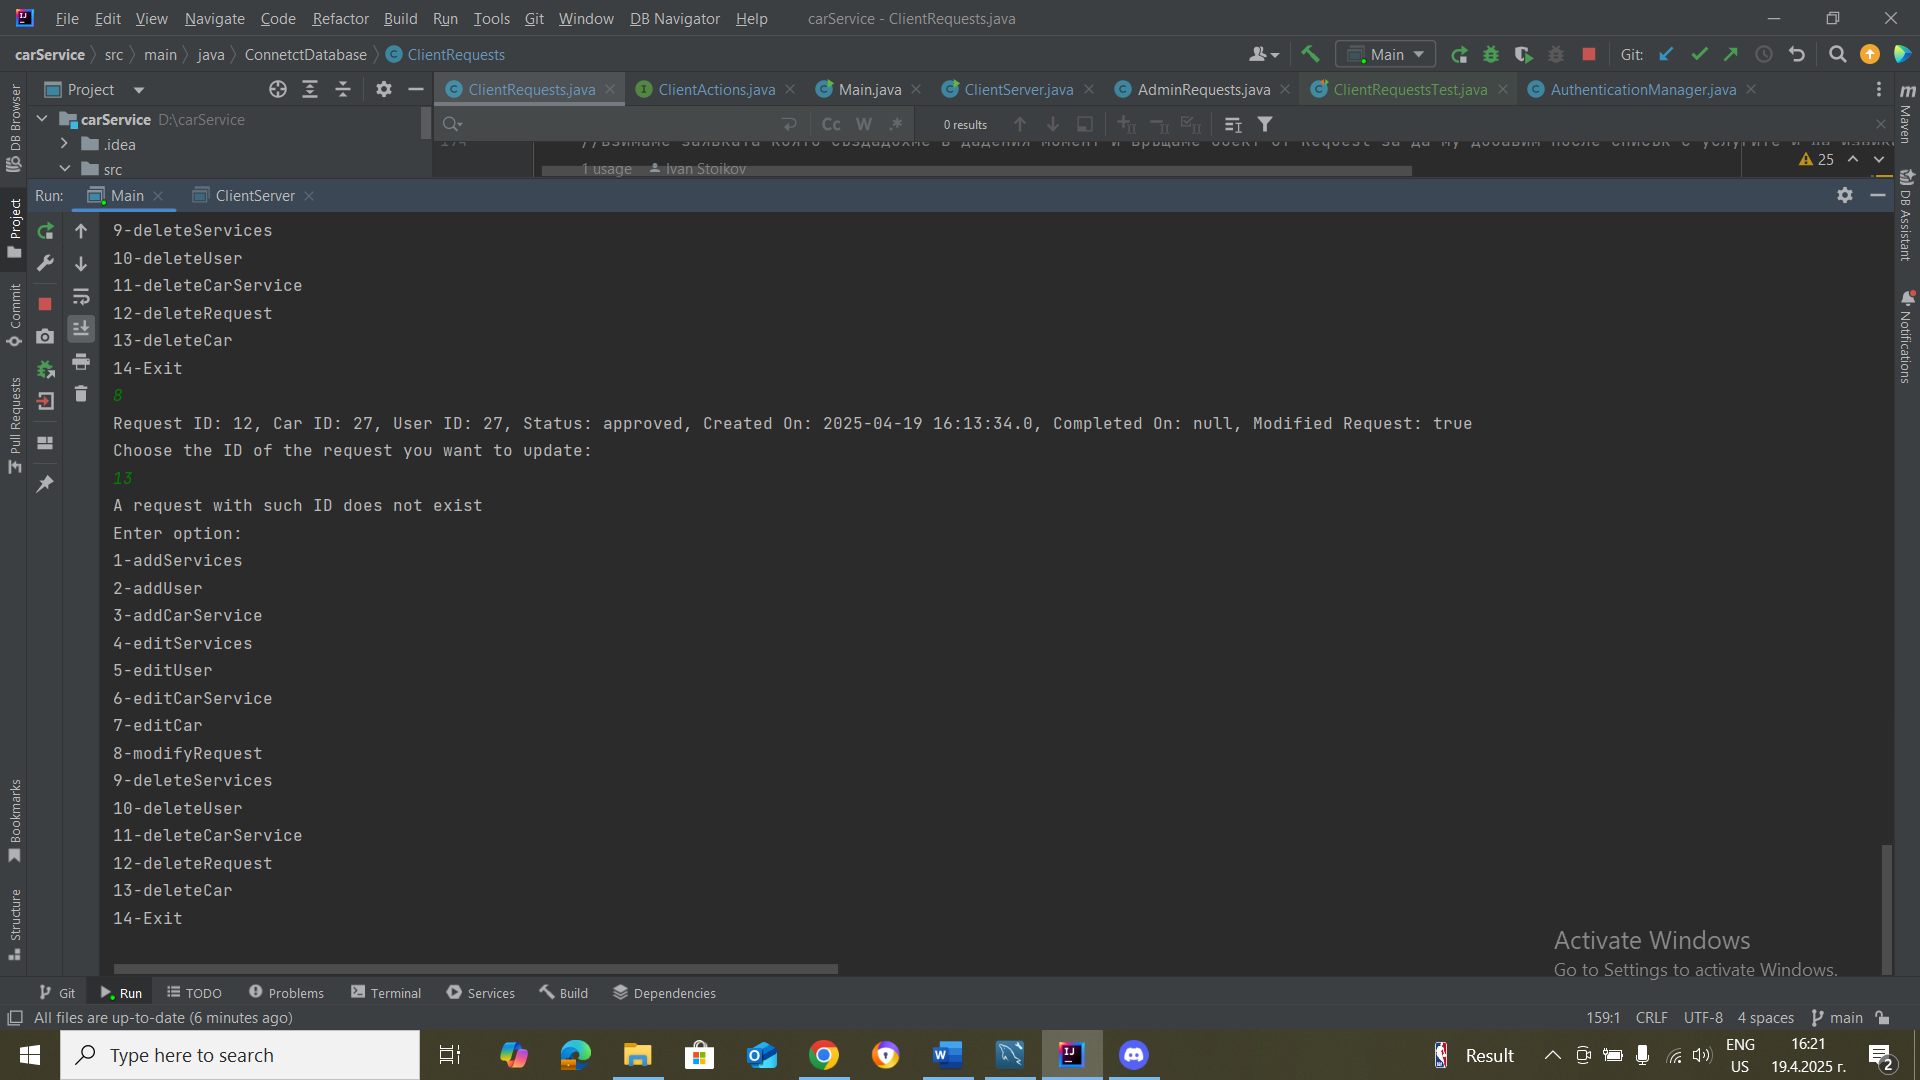 File Edit View Navigate Code Refactor Build Run Tools Git Window DB Navigator Help carService - ClientRequests.java
carService src main java ConnetctDatabase ClientRequests Main Git:
Project ClientRequests.java ClientActions.java Main.java ClientServer.java AdminRequests.java ClientRequestsTest.java AuthenticationManager.java
carService D:\carService
Cc W .* 0 results
.idea
src
1 usage Ivan Stoikov
25
Run: Main ClientServer
9-deleteServices
10-deleteUser
11-deleteCarService
12-deleteRequest
13-deleteCar
14-Exit
8
Request ID: 12, Car ID: 27, User ID: 27, Status: approved, Created On: 2025-04-19 16:13:34.0, Completed On: null, Modified Request: true
Choose the ID of the request you want to update:
13
A request with such ID does not exist
Enter option:
1-addServices
2-addUser
3-addCarService
4-editServices
5-editUser
6-editCarService
7-editCar
8-modifyRequest
9-deleteServices
10-deleteUser
11-deleteCarService
12-deleteRequest
13-deleteCar
14-Exit
DB Browser
Project
Commit
Pull Requests
Bookmarks
Structure
Maven
DB Assistant
Notifications
Activate Windows
Go to Settings to activate Windows.
Git Run TODO Problems Terminal Services Build Dependencies
All files are up-to-date (6 minutes ago) 159:1 CRLF UTF-8 4 spaces main
Type here to search Result ENG US 16:21 19.4.2025 г. 2